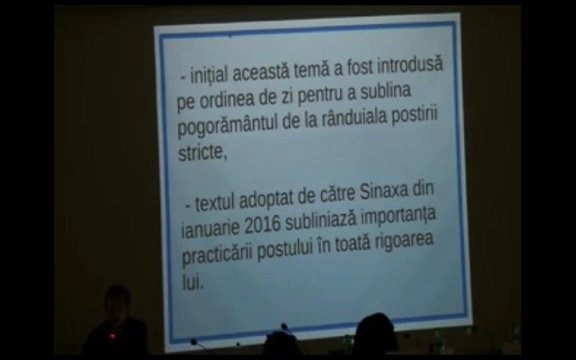 - inițial această temă a fost introdusă
pe ordinea de zi pentru a sublina
pogorământul de la rânduiala postirii
stricte,
- textul adoptat de către Sinaxa din
ianuarie 2016 subliniază importanța
practicării postului în toată rigoarea
lui.